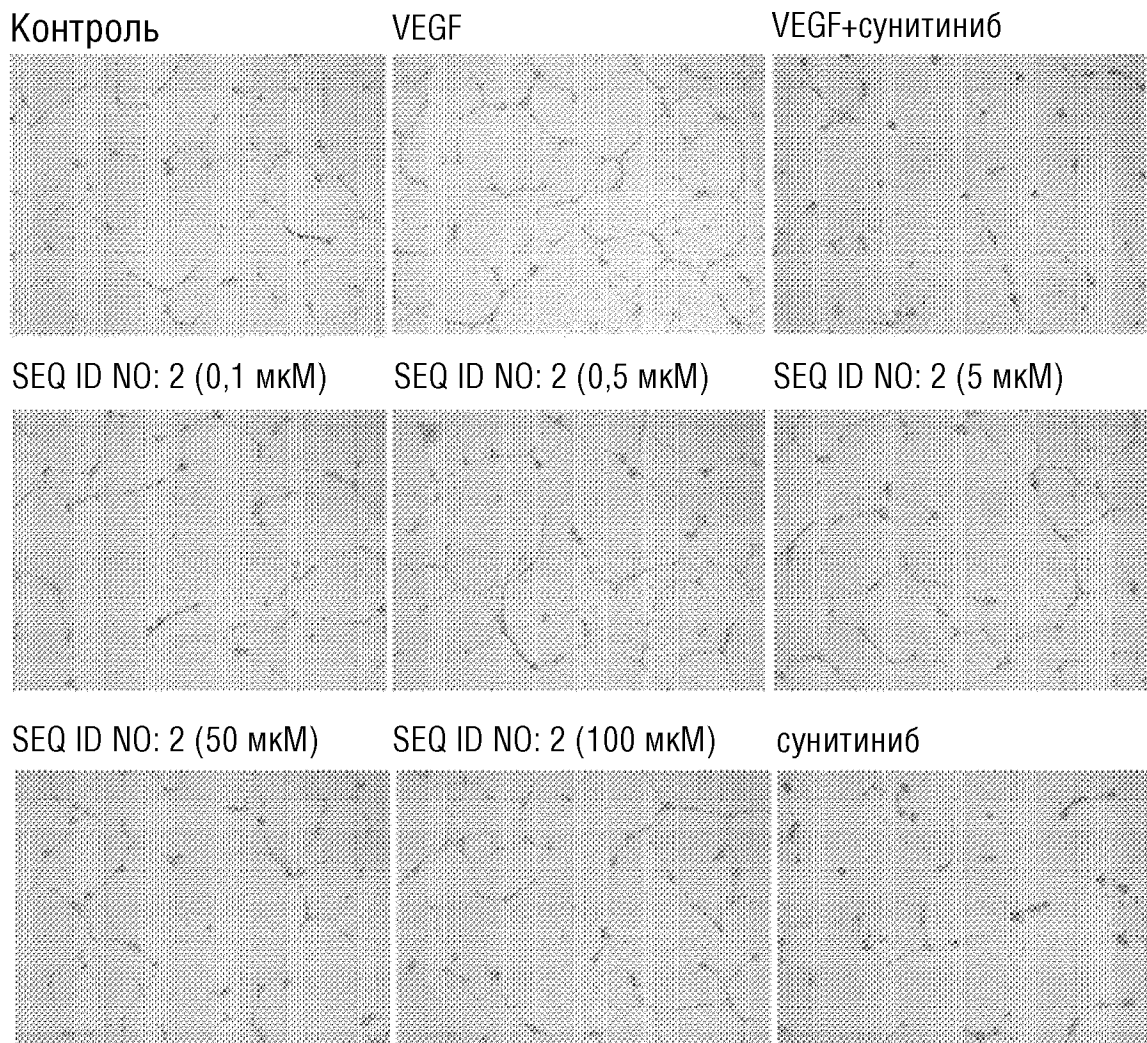 Контроль
VEGF
VEGF+сунитиниб
SEQ ID NO: 2 (0,1 мкМ)
SEQ ID NO: 2 (0,5 мкМ)
SEQ ID NO: 2 (5 мкМ)
SEQ ID NO: 2 (50 мкМ)
SEQ ID NO: 2 (100 мкМ)
сунитиниб